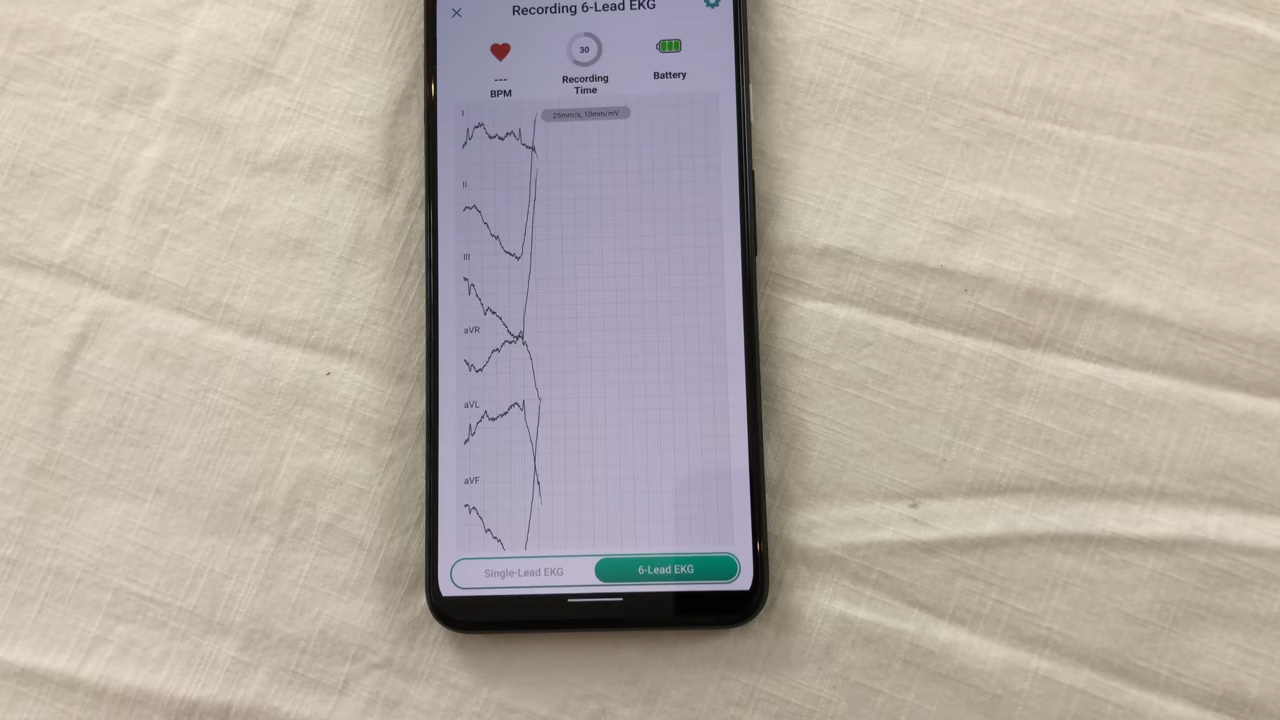 Recording 6-Lead EKG
30
---
BPM
Recording
Time
Battery
I
25mm/s, 10mm/mV
II
III
aVR
aVL
aVF
Single-Lead EKG
6-Lead EKG